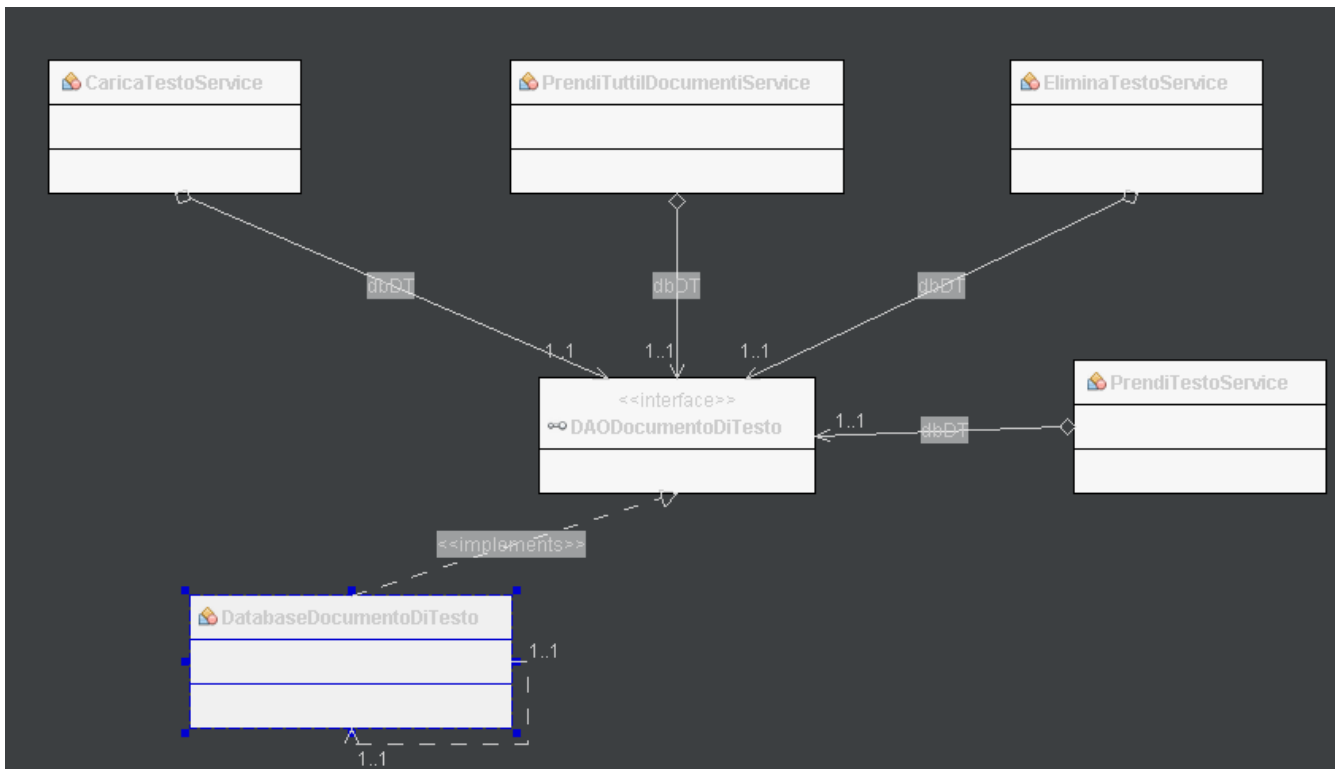 CaricaTestoService
PrendiTuttiIDocumentiService
EliminaTestoService
dbDT
dbDT
dbDT
1..1
1..1
1..1
<<interface>>
DAODocumentoDiTesto
PrendiTestoService
1..1
dbDT
<<implements>>
DatabaseDocumentoDiTesto
1..1
1..1